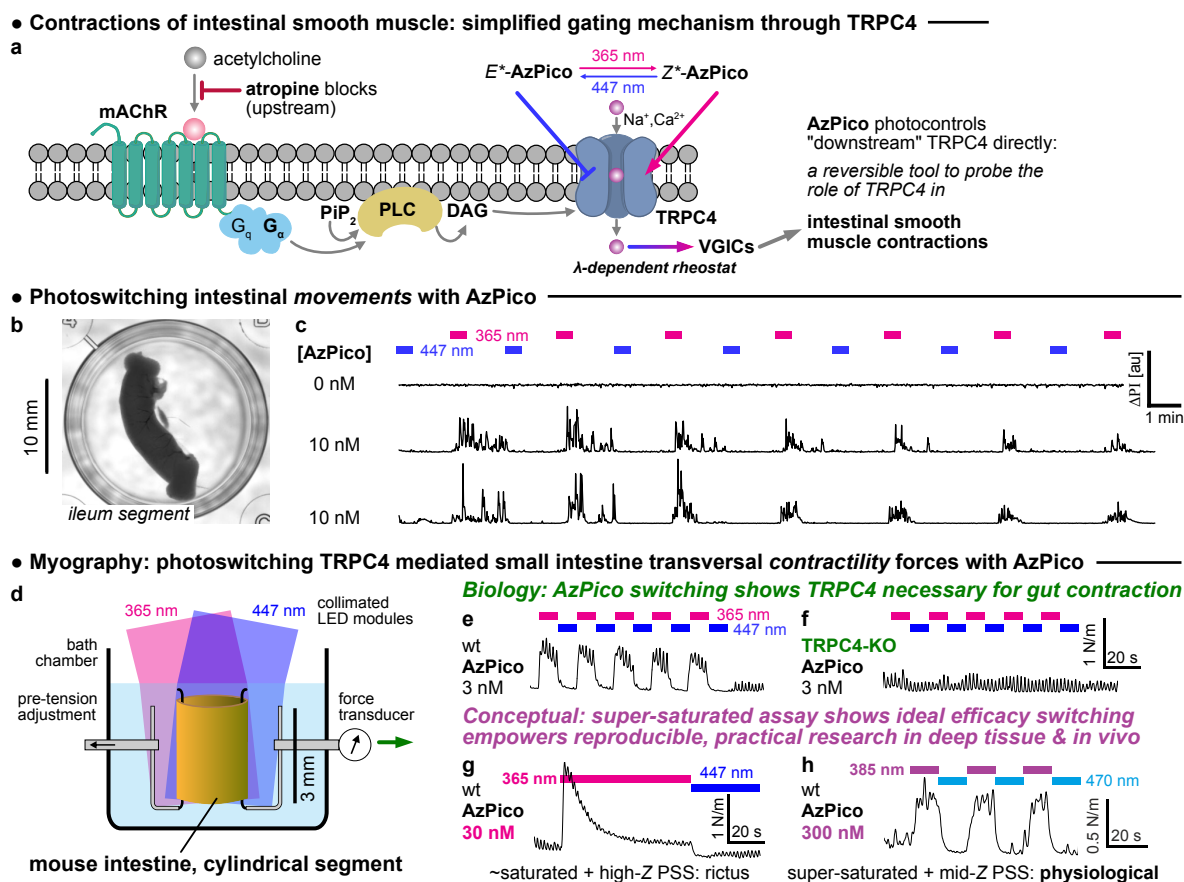 ● Contractions of intestinal smooth muscle: simplified gating mechanism through TRPC4
a
acetylcholine
atropine blocks
(upstream)
mAChR
E*-AzPico
365 nm
447 nm
Z*-AzPico
Na⁺,Ca²⁺
AzPico photocontrols
"downstream" TRPC4 directly:
a reversible tool to probe the
role of TRPC4 in
intestinal smooth
muscle contractions
Gq
Gα
PiP₂
PLC
DAG
TRPC4
VGICs
λ-dependent rheostat
● Photoswitching intestinal movements with AzPico
b
10 mm
ileum segment
c
365 nm
[AzPico]
447 nm
0 nM
10 nM
10 nM
ΔPI [au]
1 min
● Myography: photoswitching TRPC4 mediated small intestine transversal contractility forces with AzPico
d
365 nm
447 nm
collimated
LED modules
bath
chamber
pre-tension
adjustment
force
transducer
3 mm
mouse intestine, cylindrical segment
Biology: AzPico switching shows TRPC4 necessary for gut contraction
e
365 nm
447 nm
wt
AzPico
3 nM
f
TRPC4-KO
AzPico
3 nM
1 N/m
20 s
Conceptual: super-saturated assay shows ideal efficacy switching
empowers reproducible, practical research in deep tissue & in vivo
g
365 nm
447 nm
wt
AzPico
30 nM
1 N/m
20 s
~saturated + high-Z PSS: rictus
h
385 nm
470 nm
wt
AzPico
300 nM
0.5 N/m
20 s
super-saturated + mid-Z PSS: physiological